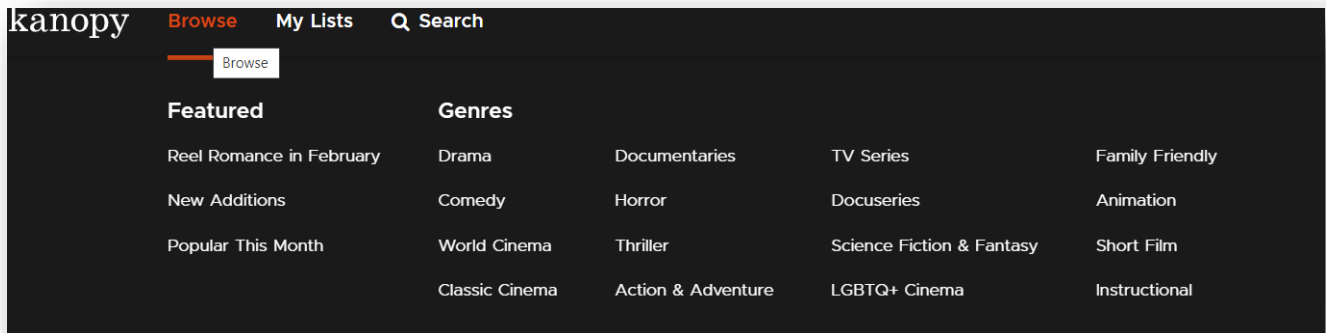 kanopy Browse My Lists Search
Browse
Featured Genres
Reel Romance in February Drama Documentaries TV Series Family Friendly
New Additions Comedy Horror Docuseries Animation
Popular This Month World Cinema Thriller Science Fiction & Fantasy Short Film
Classic Cinema Action & Adventure LGBTQ+ Cinema Instructional